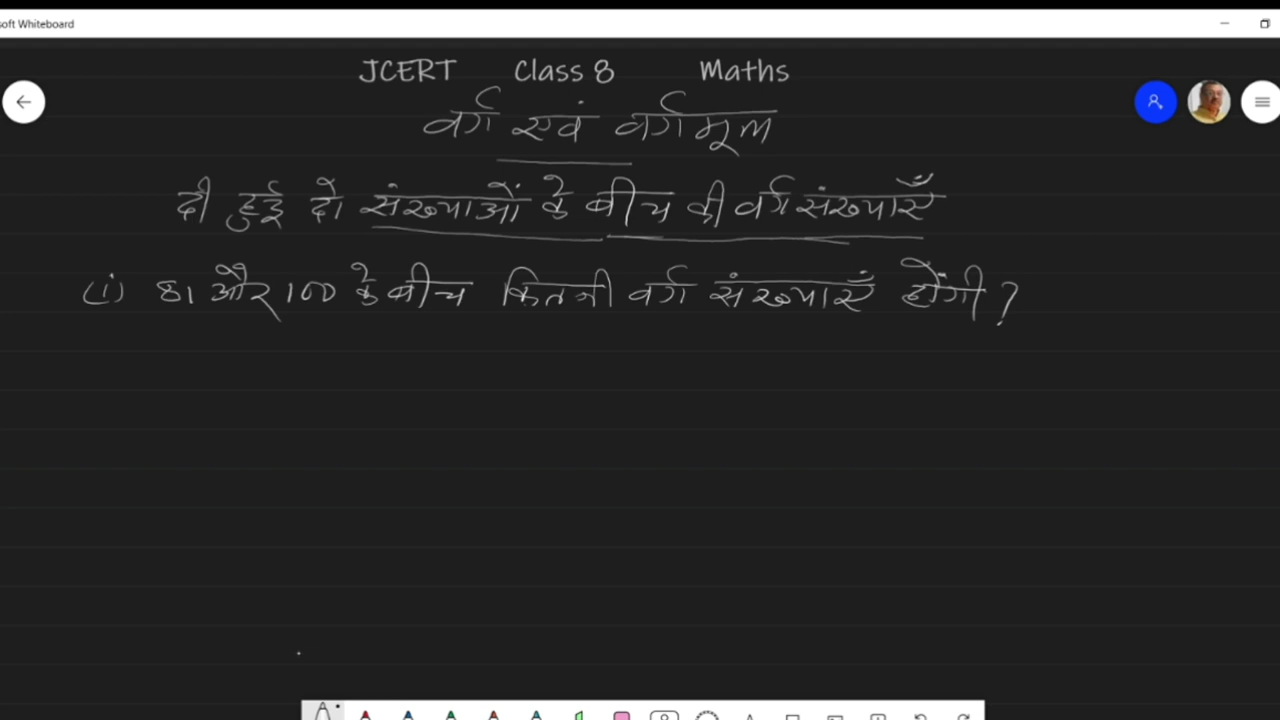 soft Whiteboard
JCERT Class 8 Maths
वर्ग एवं वर्गमूल
दी हुई दो संख्याओं के बीच की वर्ग संख्याएँ
(i) 81 और 100 के बीच कितनी वर्ग संख्याएँ होंगी ?